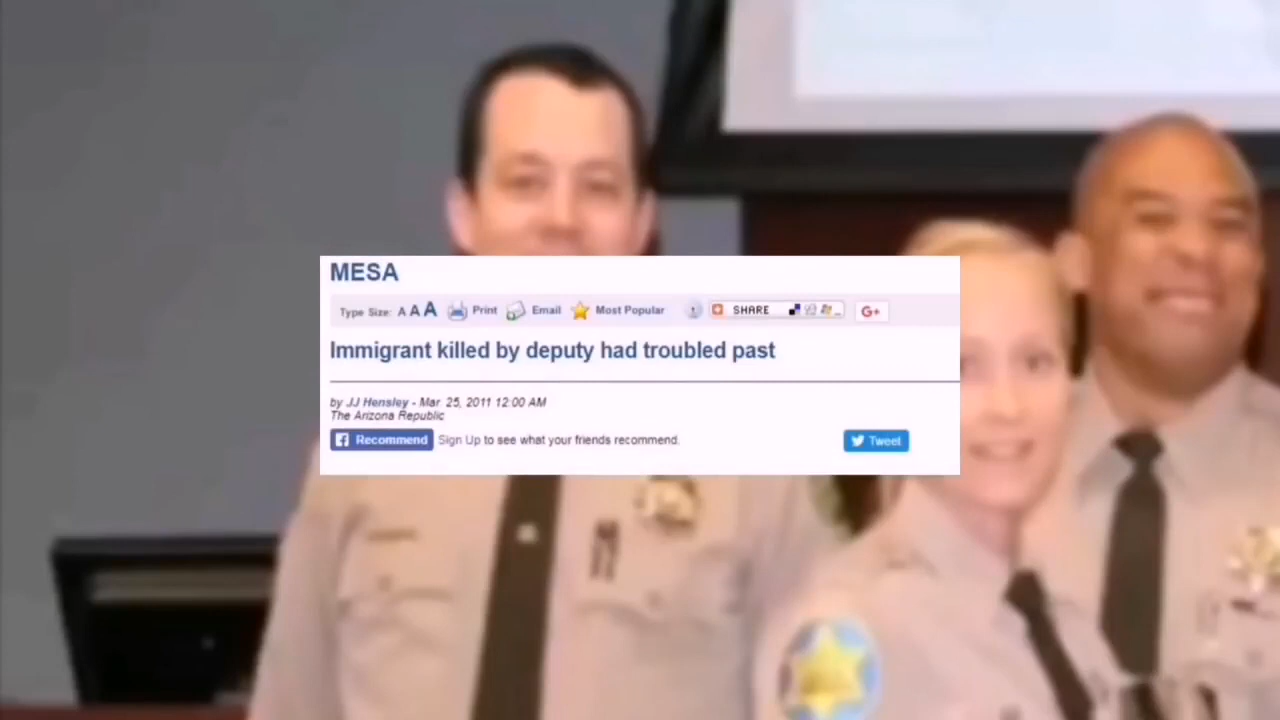 MESA
Type Size: A A A Print Email Most Popular SHARE G+
Immigrant killed by deputy had troubled past
by JJ Hensley - Mar. 25, 2011 12:00 AM
The Arizona Republic
Recommend Sign Up to see what your friends recommend. Tweet